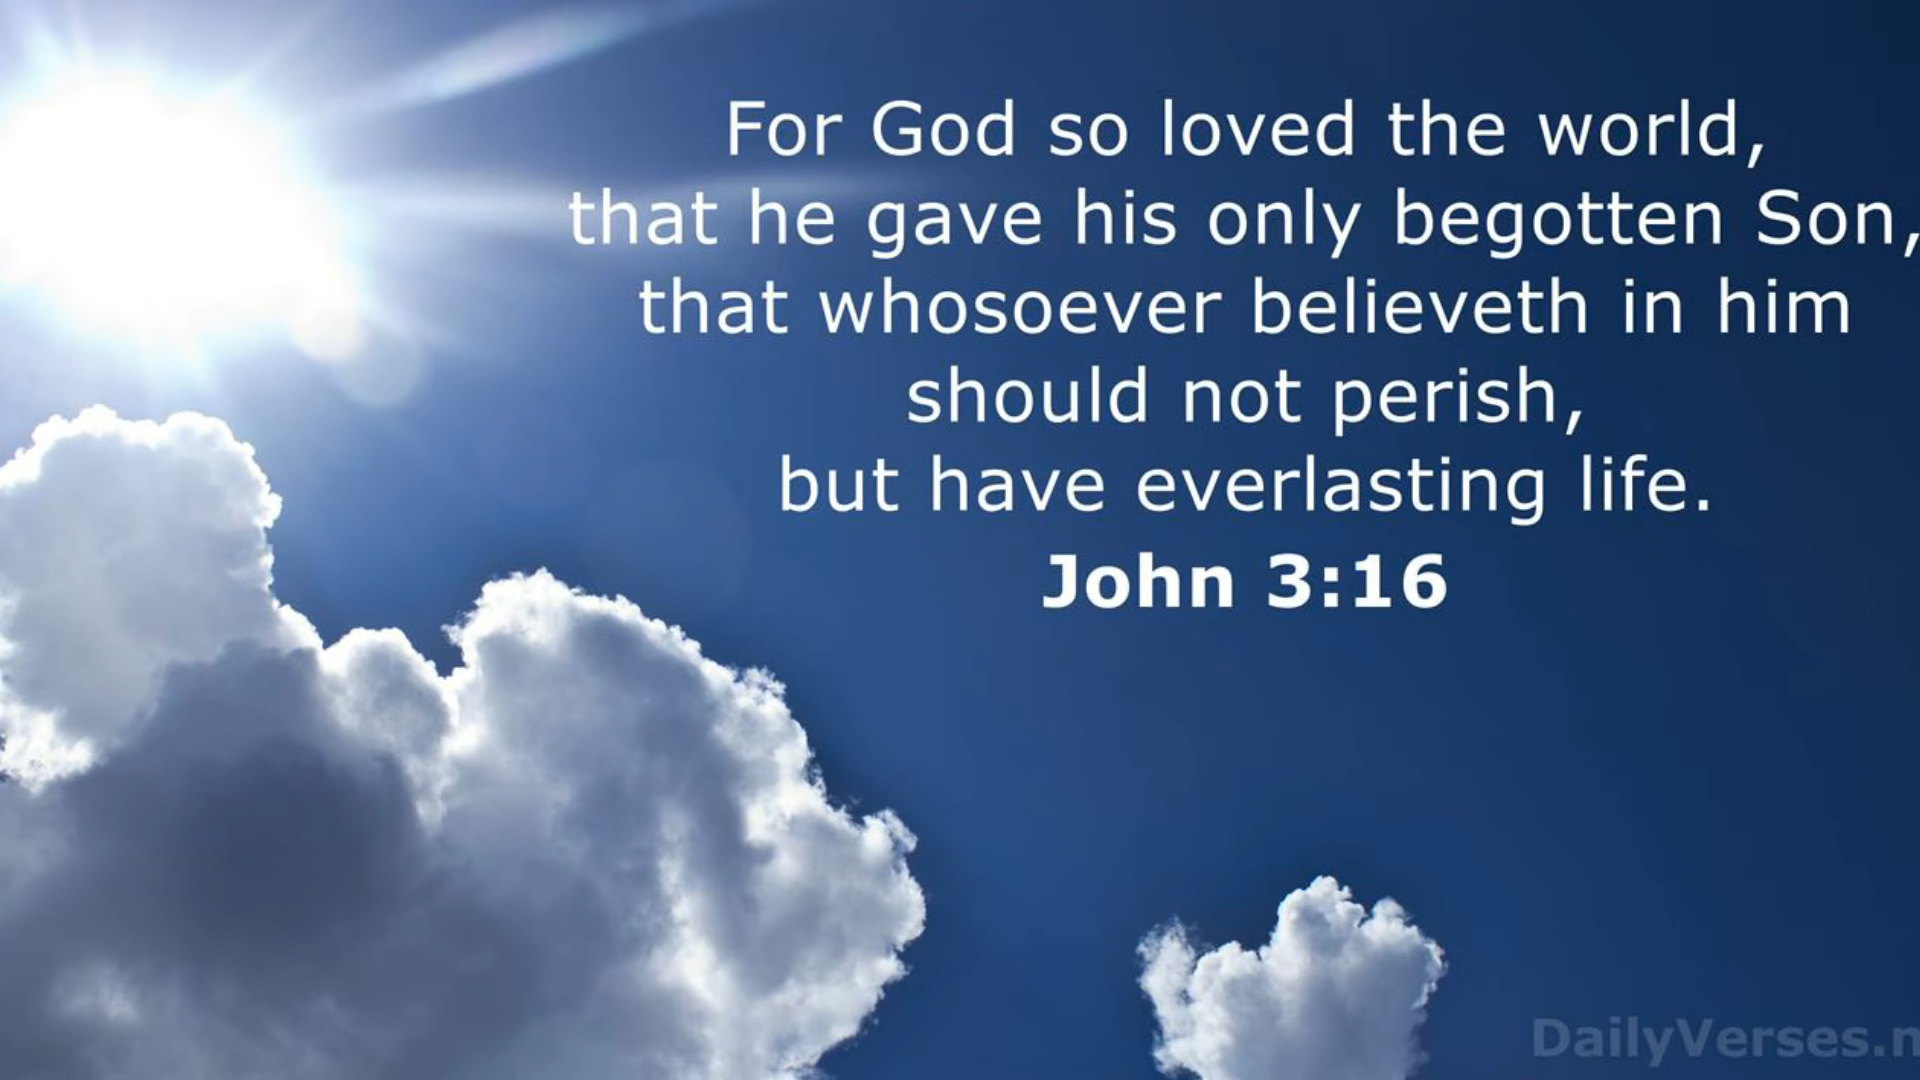 For God so loved the world,
that he gave his only begotten Son,
that whosoever believeth in him
should not perish,
but have everlasting life.
John 3:16
DailyVerses.n